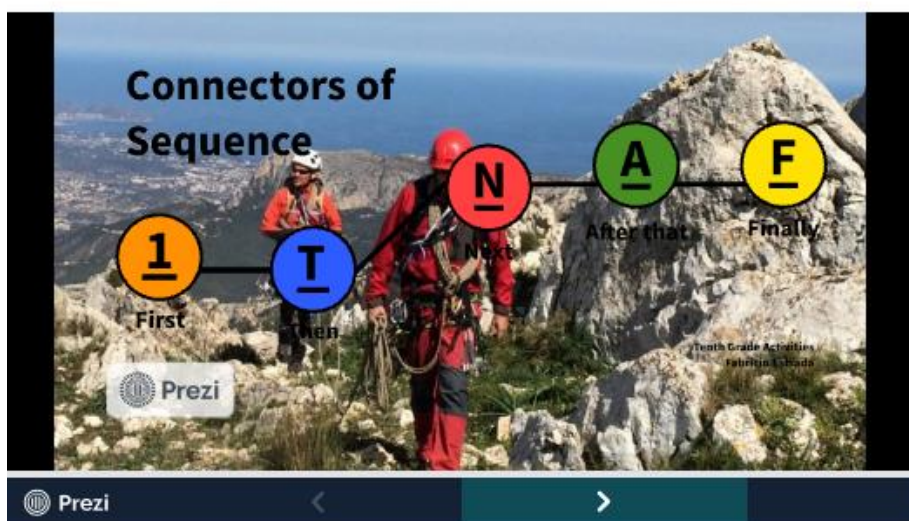 Connectors of
Sequence
1
First
T
Then
N
Next
A
After that
F
Finally
Tenth Grade Activities
Prezi
Prezi